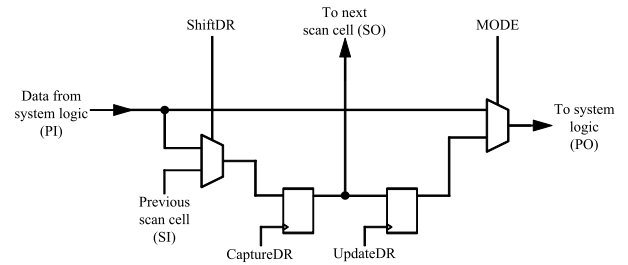 To next
scan cell (SO)
ShiftDR
MODE
Data from
system logic
(PI)
To system
logic
(PO)
Previous
scan cell
(SI)
CaptureDR
UpdateDR